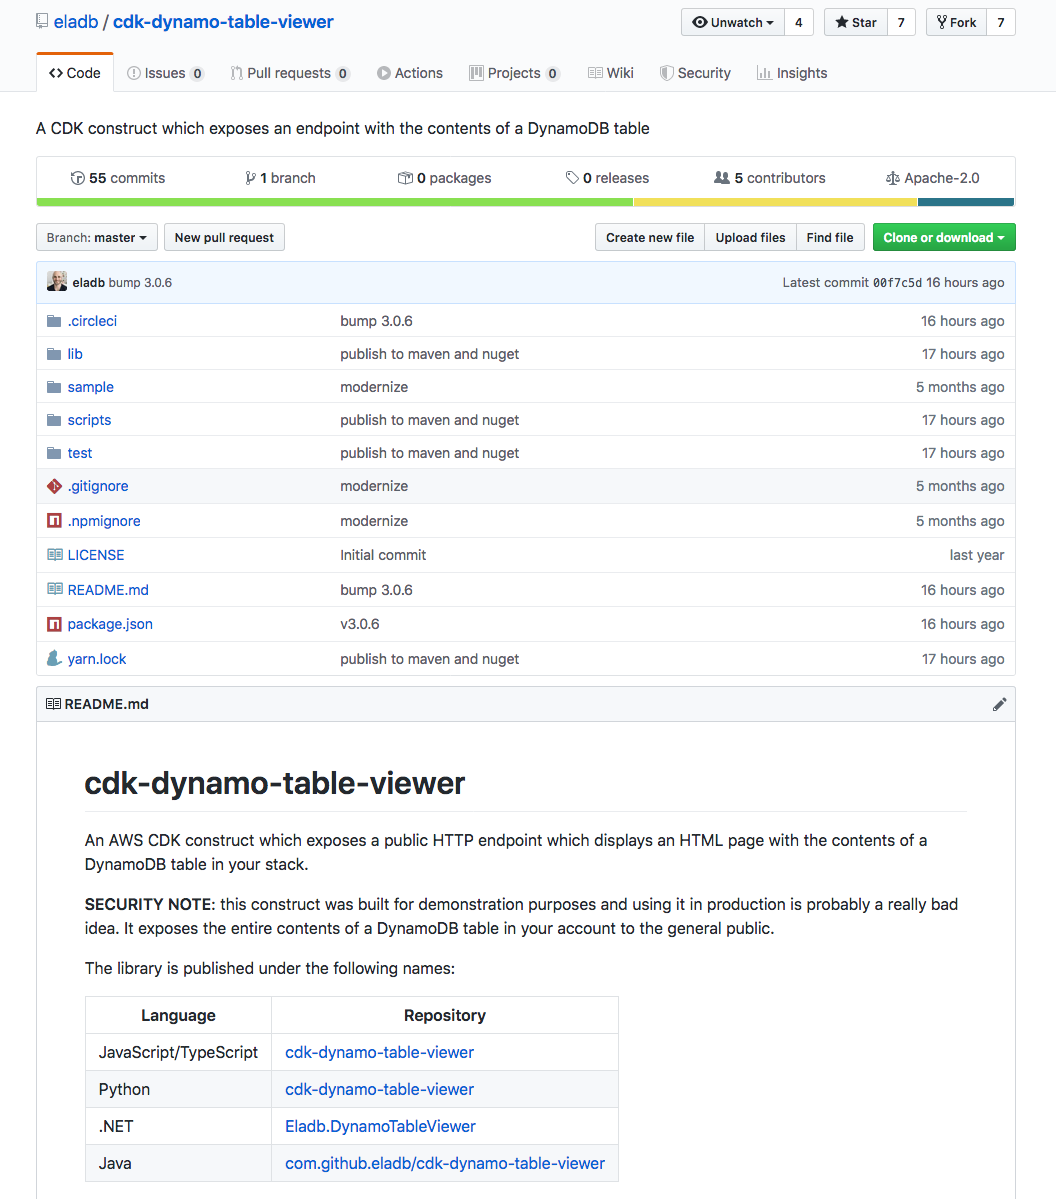 eladb / cdk-dynamo-table-viewer
Unwatch 4 Star 7 Fork 7
Code Issues 0 Pull requests 0 Actions Projects 0 Wiki Security Insights
A CDK construct which exposes an endpoint with the contents of a DynamoDB table
55 commits 1 branch 0 packages 0 releases 5 contributors Apache-2.0
Branch: master New pull request Create new file Upload files Find file Clone or download
eladb bump 3.0.6 Latest commit 00f7c5d 16 hours ago
.circleci bump 3.0.6 16 hours ago
lib publish to maven and nuget 17 hours ago
sample modernize 5 months ago
scripts publish to maven and nuget 17 hours ago
test publish to maven and nuget 17 hours ago
.gitignore modernize 5 months ago
.npmignore modernize 5 months ago
LICENSE Initial commit last year
README.md bump 3.0.6 16 hours ago
package.json v3.0.6 16 hours ago
yarn.lock publish to maven and nuget 17 hours ago
README.md
cdk-dynamo-table-viewer
An AWS CDK construct which exposes a public HTTP endpoint which displays an HTML page with the contents of a
DynamoDB table in your stack.
SECURITY NOTE: this construct was built for demonstration purposes and using it in production is probably a really bad
idea. It exposes the entire contents of a DynamoDB table in your account to the general public.
The library is published under the following names:
Language Repository
JavaScript/TypeScript cdk-dynamo-table-viewer
Python cdk-dynamo-table-viewer
.NET Eladb.DynamoTableViewer
Java com.github.eladb/cdk-dynamo-table-viewer